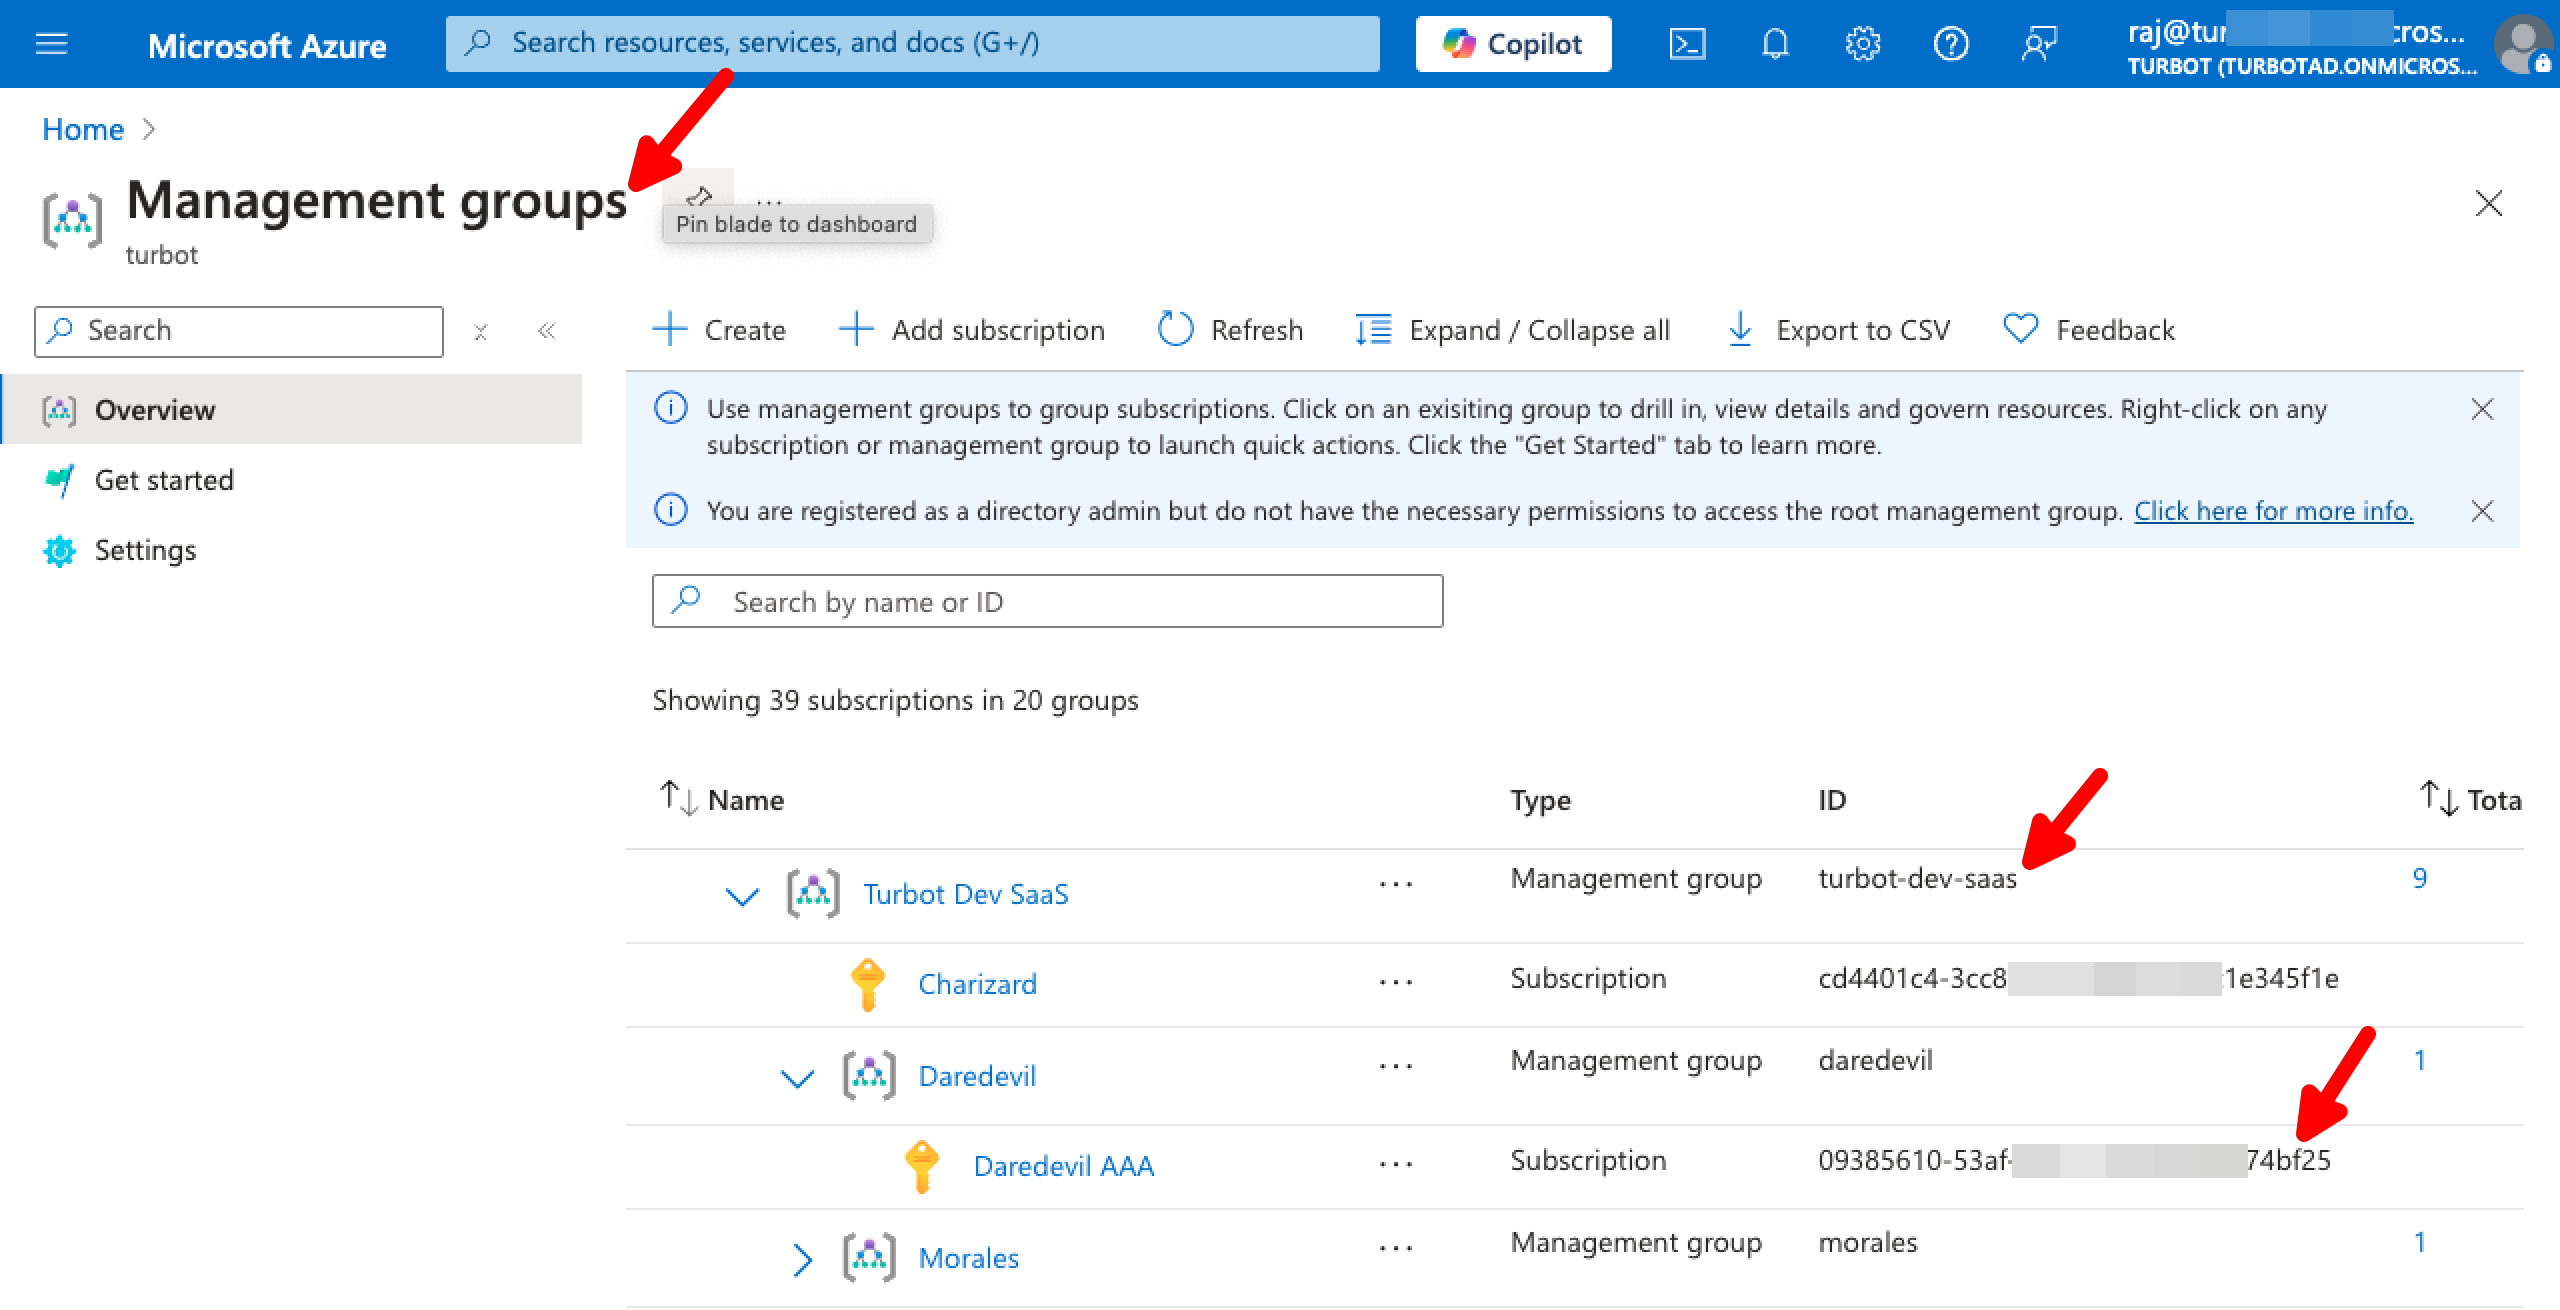 Microsoft Azure
Search resources, services, and docs (G+/)
Copilot
raj@tur cros...
TURBOT (TURBOTAD.ONMICROS...
Home
Management groups
...
Pin blade to dashboard
turbot
Search
Create
Add subscription
Refresh
Expand / Collapse all
Export to CSV
Feedback
Overview
Get started
Settings
Use management groups to group subscriptions. Click on an exisiting group to drill in, view details and govern resources. Right-click on any
subscription or management group to launch quick actions. Click the "Get Started" tab to learn more.
You are registered as a directory admin but do not have the necessary permissions to access the root management group. Click here for more info.
Search by name or ID
Showing 39 subscriptions in 20 groups
Name Type ID Tota
Turbot Dev SaaS ... Management group turbot-dev-saas 9
Charizard ... Subscription cd4401c4-3cc8 1e345f1e
Daredevil ... Management group daredevil 1
Daredevil AAA ... Subscription 09385610-53af- 74bf25
Morales ... Management group morales 1